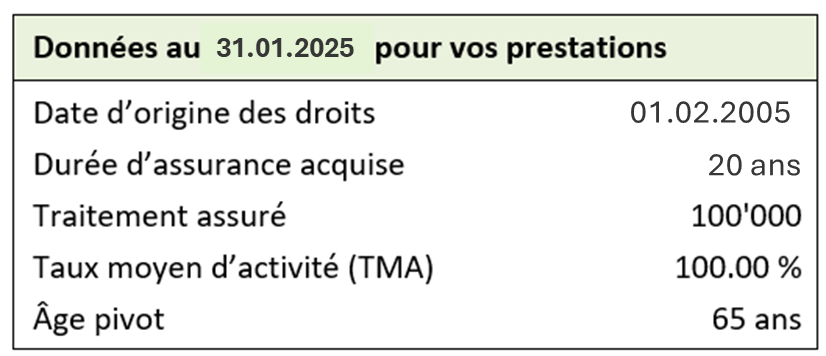 Données au 31.01.2025 pour vos prestations
Date d’origine des droits 01.02.2005
Durée d’assurance acquise 20 ans
Traitement assuré 100'000
Taux moyen d’activité (TMA) 100.00 %
Âge pivot 65 ans